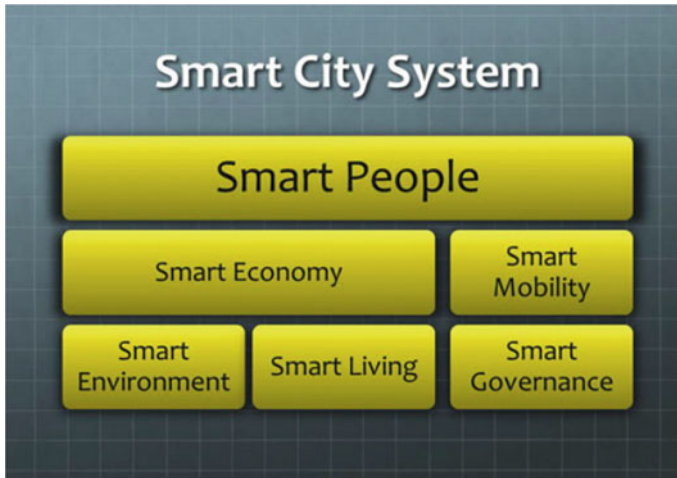 Smart City System
Smart People
Smart Economy
Smart
Mobility
Smart
Environment
Smart Living
Smart
Governance